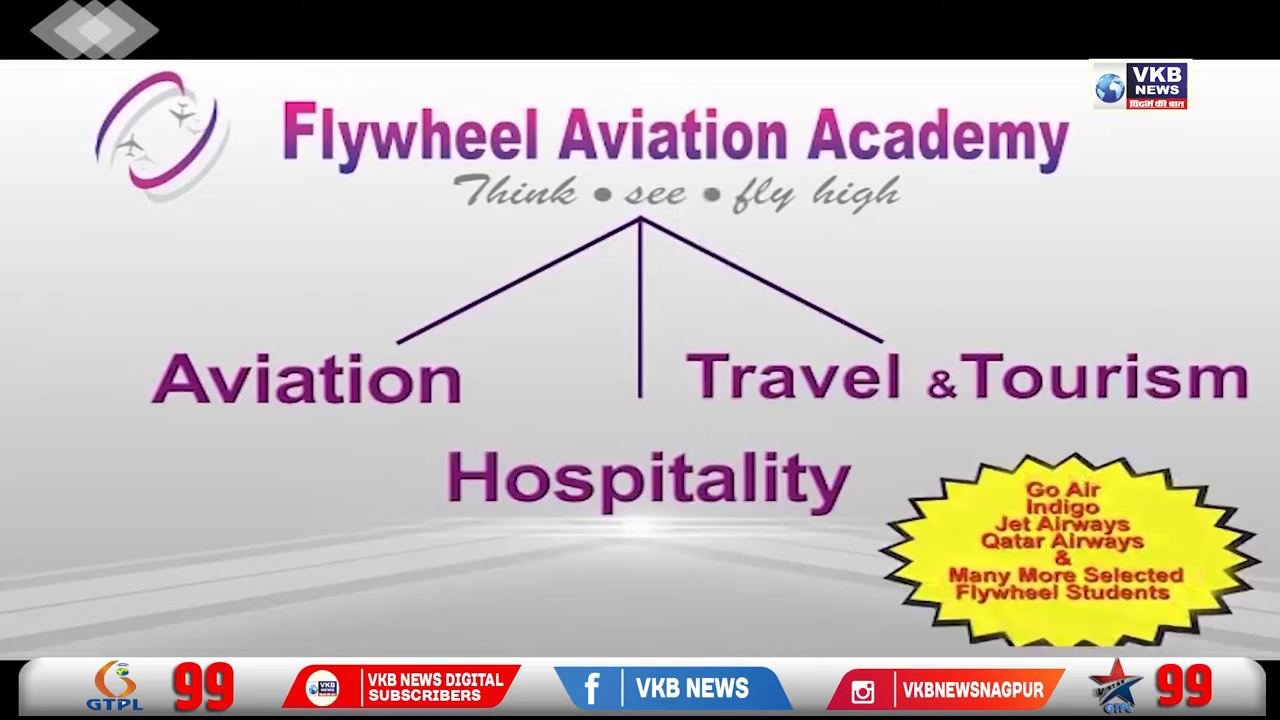 VKB
NEWS
विदर्भ की बात
Flywheel Aviation Academy
Think • see • fly high
Aviation
Travel & Tourism
Hospitality
Go Air
Indigo
Jet Airways
Qatar Airways
&
Many More Selected
Flywheel Students
GTPL
99
VKB NEWS DIGITAL
SUBSCRIBERS
VKB NEWS
VKBNEWSNAGPUR
GTPL
99